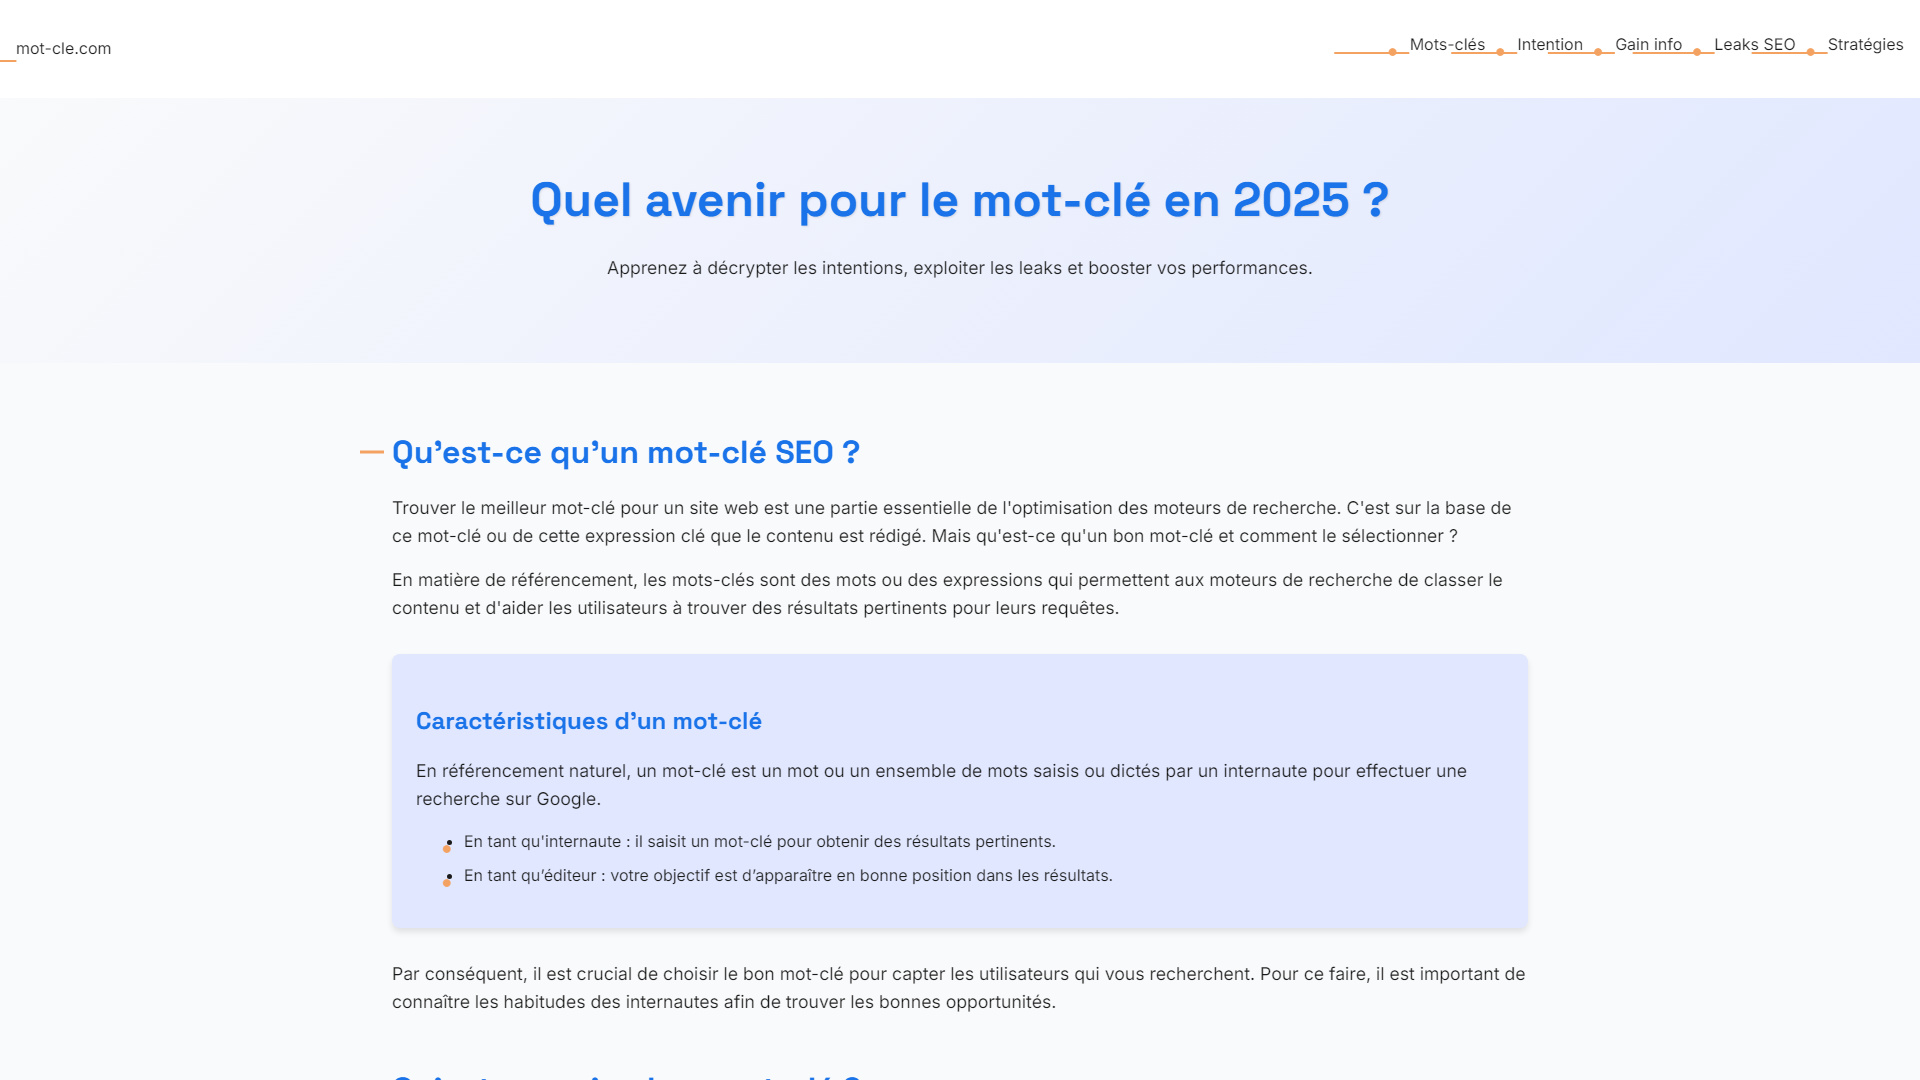 mot-cle.com
Mots-clés Intention Gain info Leaks SEO Stratégies
Quel avenir pour le mot-clé en 2025 ?
Apprenez à décrypter les intentions, exploiter les leaks et booster vos performances.
Qu’est-ce qu’un mot-clé SEO ?
Trouver le meilleur mot-clé pour un site web est une partie essentielle de l'optimisation des moteurs de recherche. C'est sur la base de
ce mot-clé ou de cette expression clé que le contenu est rédigé. Mais qu'est-ce qu'un bon mot-clé et comment le sélectionner ?
En matière de référencement, les mots-clés sont des mots ou des expressions qui permettent aux moteurs de recherche de classer le
contenu et d'aider les utilisateurs à trouver des résultats pertinents pour leurs requêtes.
Caractéristiques d’un mot-clé
En référencement naturel, un mot-clé est un mot ou un ensemble de mots saisis ou dictés par un internaute pour effectuer une
recherche sur Google.
En tant qu'internaute : il saisit un mot-clé pour obtenir des résultats pertinents.
En tant qu’éditeur : votre objectif est d’apparaître en bonne position dans les résultats.
Par conséquent, il est crucial de choisir le bon mot-clé pour capter les utilisateurs qui vous recherchent. Pour ce faire, il est important de
connaître les habitudes des internautes afin de trouver les bonnes opportunités.